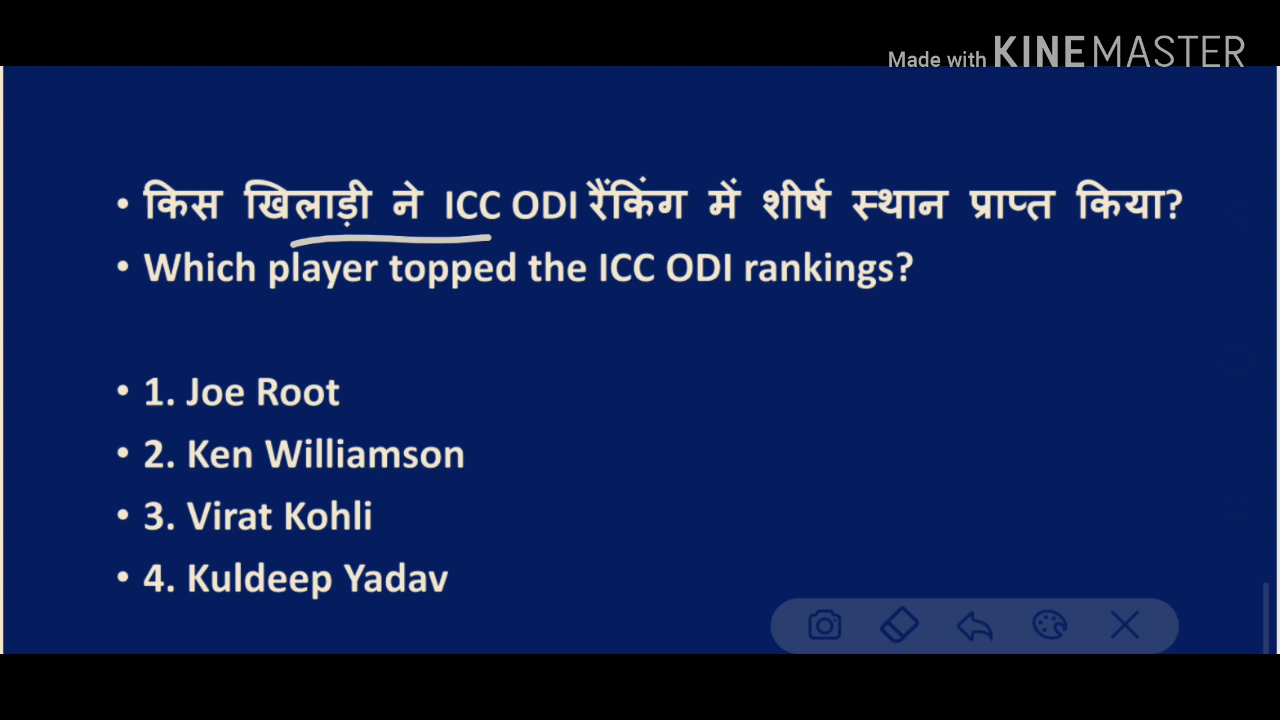 Made with KINEMASTER
• किस खिलाड़ी ने ICC ODI रैंकिंग में शीर्ष स्थान प्राप्त किया?
• Which player topped the ICC ODI rankings?
• 1. Joe Root
• 2. Ken Williamson
• 3. Virat Kohli
• 4. Kuldeep Yadav